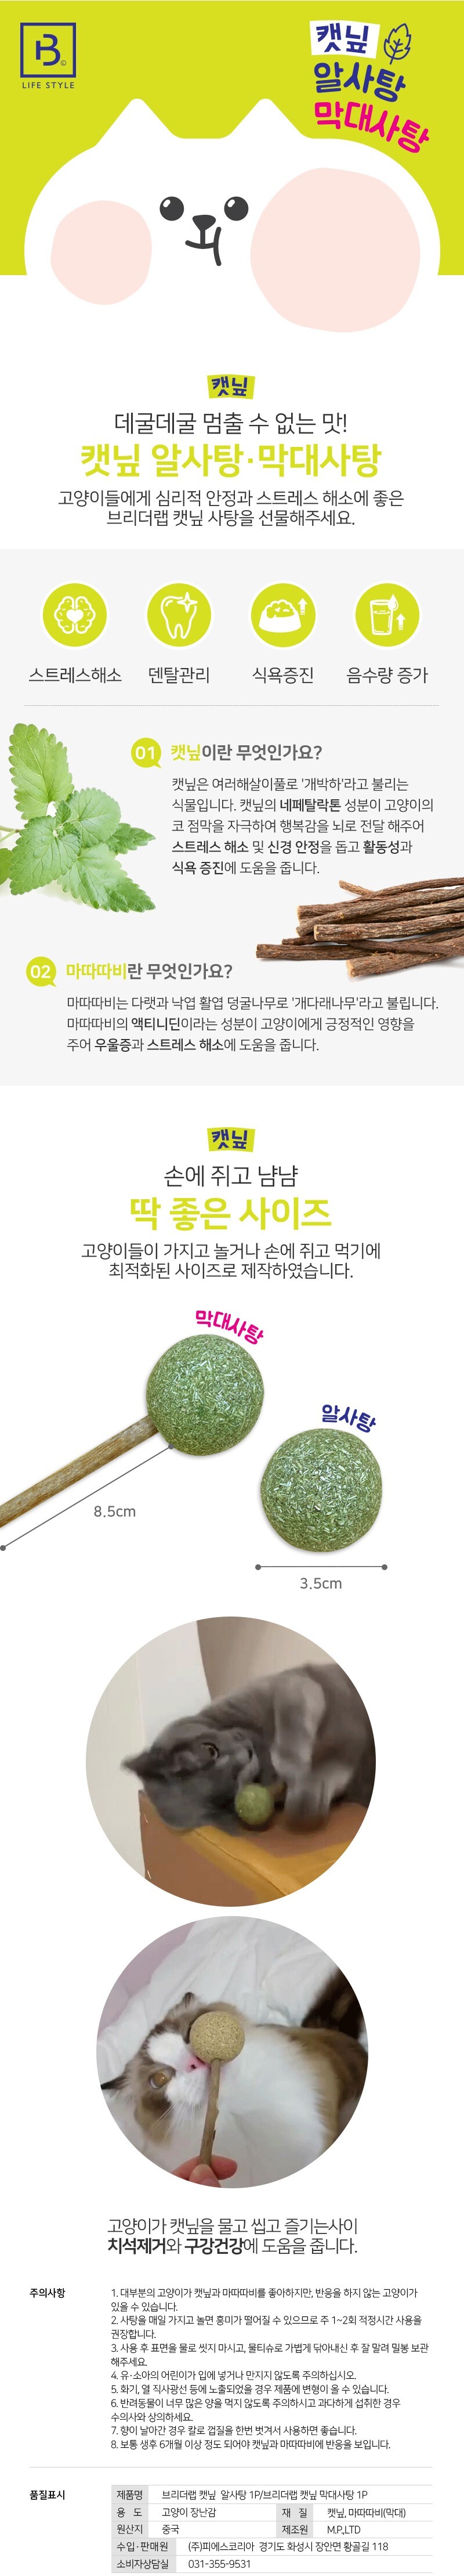 B
LIFE STYLE
캣닢
알사탕
막대사탕
캣닢
데굴데굴 멈출 수 없는 맛!
캣닢 알사탕·막대사탕
고양이들에게 심리적 안정과 스트레스 해소에 좋은
브리더랩 캣닢 사탕을 선물해주세요.
스트레스해소 덴탈관리 식욕증진 음수량 증가
01 캣닢이란 무엇인가요?
캣닢은 여러해살이풀로 '개박하'라고 불리는
식물입니다. 캣닢의 네페탈락톤 성분이 고양이의
코 점막을 자극하여 행복감을 뇌로 전달 해주어
스트레스 해소 및 신경 안정을 돕고 활동성과
식욕 증진에 도움을 줍니다.
02 마따따비란 무엇인가요?
마따따비는 다랫과 낙엽 활엽 덩굴나무로 '개다래나무'라고 불립니다.
마따따비의 액티니딘이라는 성분이 고양이에게 긍정적인 영향을
주어 우울증과 스트레스 해소에 도움을 줍니다.
캣닢
손에 쥐고 냠냠
딱 좋은 사이즈
고양이들이 가지고 놀거나 손에 쥐고 먹기에
최적화된 사이즈로 제작하였습니다.
막대사탕
알사탕
8.5cm
3.5cm
고양이가 캣닢을 물고 씹고 즐기는사이
치석제거와 구강건강에 도움을 줍니다.
주의사항
1. 대부분의 고양이가 캣닢과 마따따비를 좋아하지만, 반응을 하지 않는 고양이가
있을 수 있습니다.
2. 사탕을 매일 가지고 놀면 흥미가 떨어질 수 있으므로 주 1~2회 적정시간 사용을
권장합니다.
3. 사용 후 표면을 물로 씻지 마시고, 물티슈로 가볍게 닦아내신 후 잘 말려 밀봉 보관
해주세요.
4. 유·소아의 어린이가 입에 넣거나 만지지 않도록 주의하십시오.
5. 화기, 열 직사광선 등에 노출되었을 경우 제품에 변형이 올 수 있습니다.
6. 반려동물이 너무 많은 양을 먹지 않도록 주의하시고 과다하게 섭취한 경우
수의사와 상의하세요.
7. 향이 날아간 경우 칼로 껍질을 한번 벗겨서 사용하면 좋습니다.
8. 보통 생후 6개월 이상 정도 되어야 캣닢과 마따따비에 반응을 보입니다.
품질표시
제품명 브리더랩 캣닢 알사탕 1P/브리더랩 캣닢 막대사탕 1P
용 도 고양이 장난감 재 질 캣닢, 마따따비(막대)
원산지 중국 제조원 M.P.,LTD
수입·판매원 (주)피에스코리아 경기도 화성시 장안면 황골길 118
소비자상담실 031-355-9531